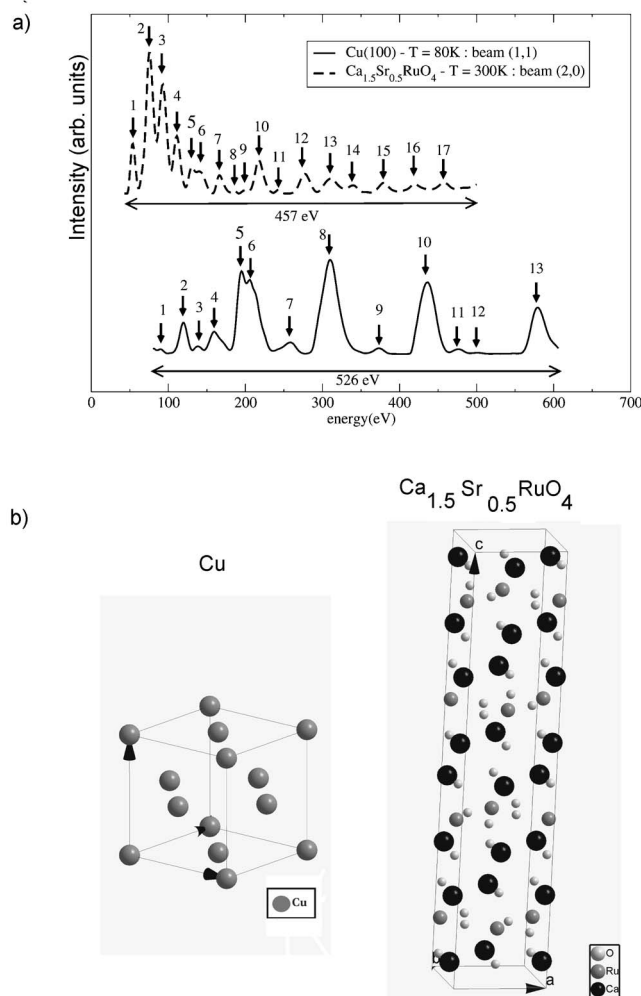 a)
Intensity (arb. units)
Cu(100) - T = 80K : beam (1,1)
Ca1.5Sr0.5RuO4 - T = 300K : beam (2,0)
1 2 3 4 5 6 7 8 9 10 11 12 13 14 15 16 17
457 eV
1 2 3 4 5 6 7 8 9 10 11 12 13
526 eV
0 100 200 300 400 500 600 700
energy(eV)
b)
Cu
Ca1.5Sr0.5RuO4
c
b
a
Cu
O
Ru
Ca